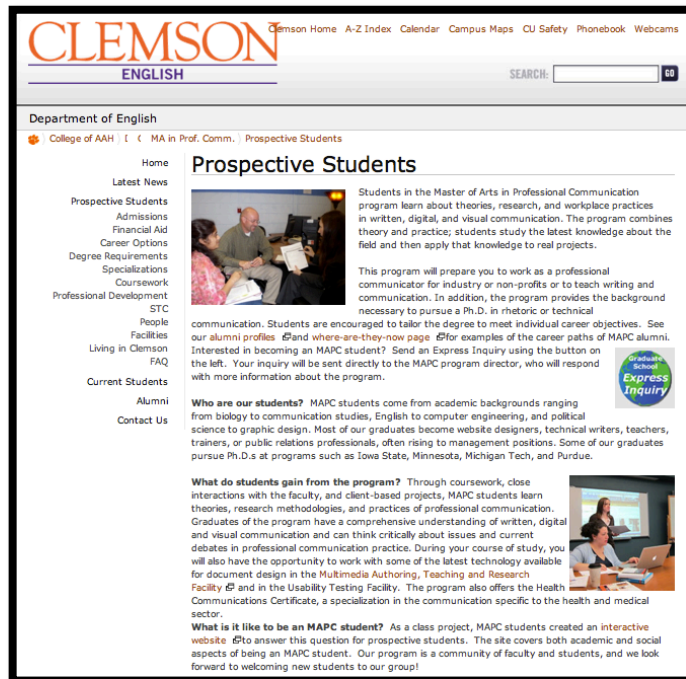 CLEMSON
ENGLISH
Clemson Home A-Z Index Calendar Campus Maps CU Safety Phonebook Webcams
SEARCH: GO
Department of English
College of AAH MA in Prof. Comm. Prospective Students
Home
Latest News
Prospective Students
Admissions
Financial Aid
Career Options
Degree Requirements
Specializations
Coursework
Professional Development
STC
People
Facilities
Living in Clemson
FAQ
Current Students
Alumni
Contact Us
Prospective Students
Students in the Master of Arts in Professional Communication
program learn about theories, research, and workplace practices
in written, digital, and visual communication. The program combines
theory and practice; students study the latest knowledge about the
field and then apply that knowledge to real projects.
This program will prepare you to work as a professional
communicator for industry or non-profits or to teach writing and
communication. In addition, the program provides the background
necessary to pursue a Ph.D. in rhetoric or technical
communication. Students are encouraged to tailor the degree to meet individual career objectives. See
our alumni profiles and where-are-they-now page for examples of the career paths of MAPC alumni.
Interested in becoming an MAPC student? Send an Express Inquiry using the button on
the left. Your inquiry will be sent directly to the MAPC program director, who will respond
with more information about the program.
Graduate
School
Express
Inquiry
Who are our students? MAPC students come from academic backgrounds ranging
from biology to communication studies, English to computer engineering, and political
science to graphic design. Most of our graduates become website designers, technical writers, teachers,
trainers, or public relations professionals, often rising to management positions. Some of our graduates
pursue Ph.D.s at programs such as Iowa State, Minnesota, Michigan Tech, and Purdue.
What do students gain from the program? Through coursework, close
interactions with the faculty, and client-based projects, MAPC students learn
theories, research methodologies, and practices of professional communication.
Graduates of the program have a comprehensive understanding of written, digital
and visual communication and can think critically about issues and current
debates in professional communication practice. During your course of study, you
will also have the opportunity to work with some of the latest technology available
for document design in the Multimedia Authoring, Teaching and Research
Facility and in the Usability Testing Facility. The program also offers the Health
Communications Certificate, a specialization in the communication specific to the health and medical
sector.
What is it like to be an MAPC student? As a class project, MAPC students created an interactive
website to answer this question for prospective students. The site covers both academic and social
aspects of being an MAPC student. Our program is a community of faculty and students, and we look
forward to welcoming new students to our group!